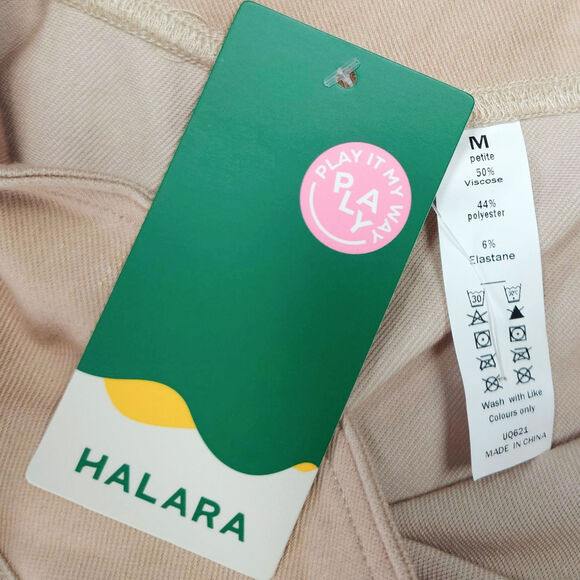 PLAY IT MY WAY
PLAY
HALARA
M
petite
50%
Viscose
44%
polyester
6%
Elastane
30
30°C
Wash with Like
Colours only
UQ621
MADE IN CHINA